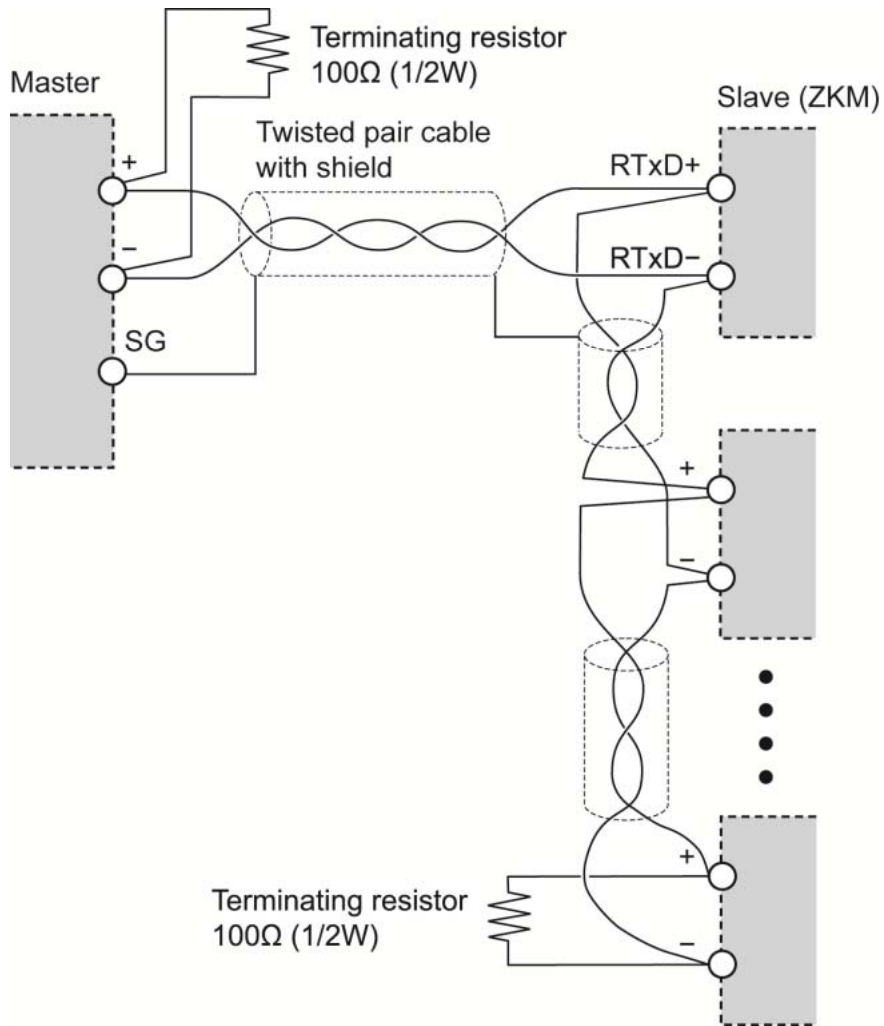 Terminating resistor
100Ω (1/2W)
Master
Slave (ZKM)
Twisted pair cable
with shield
+
RTxD+
−
RTxD−
SG
+
−
+
Terminating resistor
100Ω (1/2W)
−